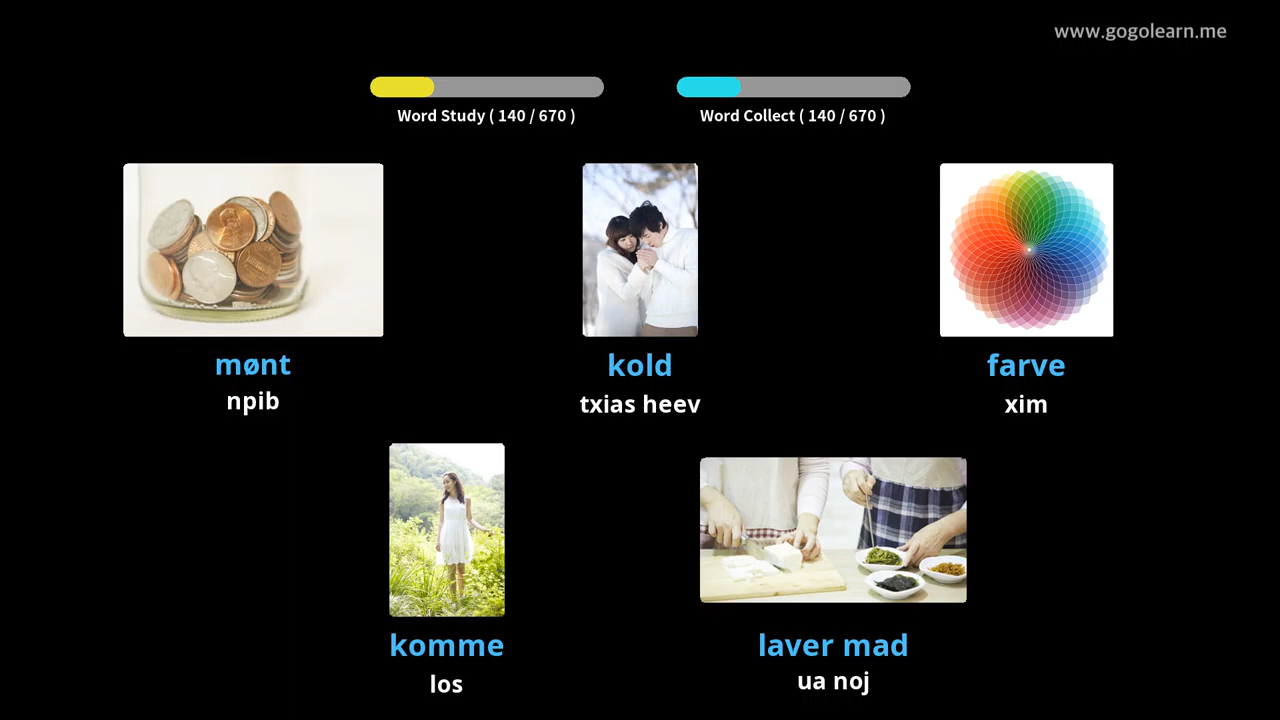 www.gogolearn.me
Word Study ( 140 / 670 )
Word Collect ( 140 / 670 )
mønt
npib
kold
txias heev
farve
xim
komme
los
laver mad
ua noj